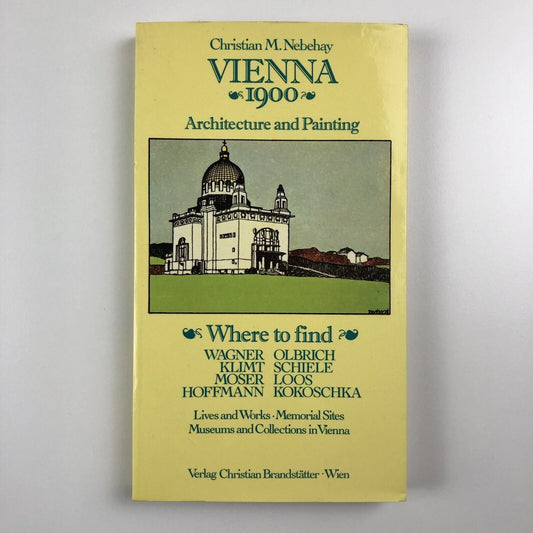 Christian M. Nebehay
VIENNA
1900
Architecture and Painting
Where to find
WAGNER OLBRICH
KLIMT SCHIELE
MOSER LOOS
HOFFMANN KOKOSCHKA
Lives and Works · Memorial Sites
Museums and Collections in Vienna
Verlag Christian Brandstätter · Wien